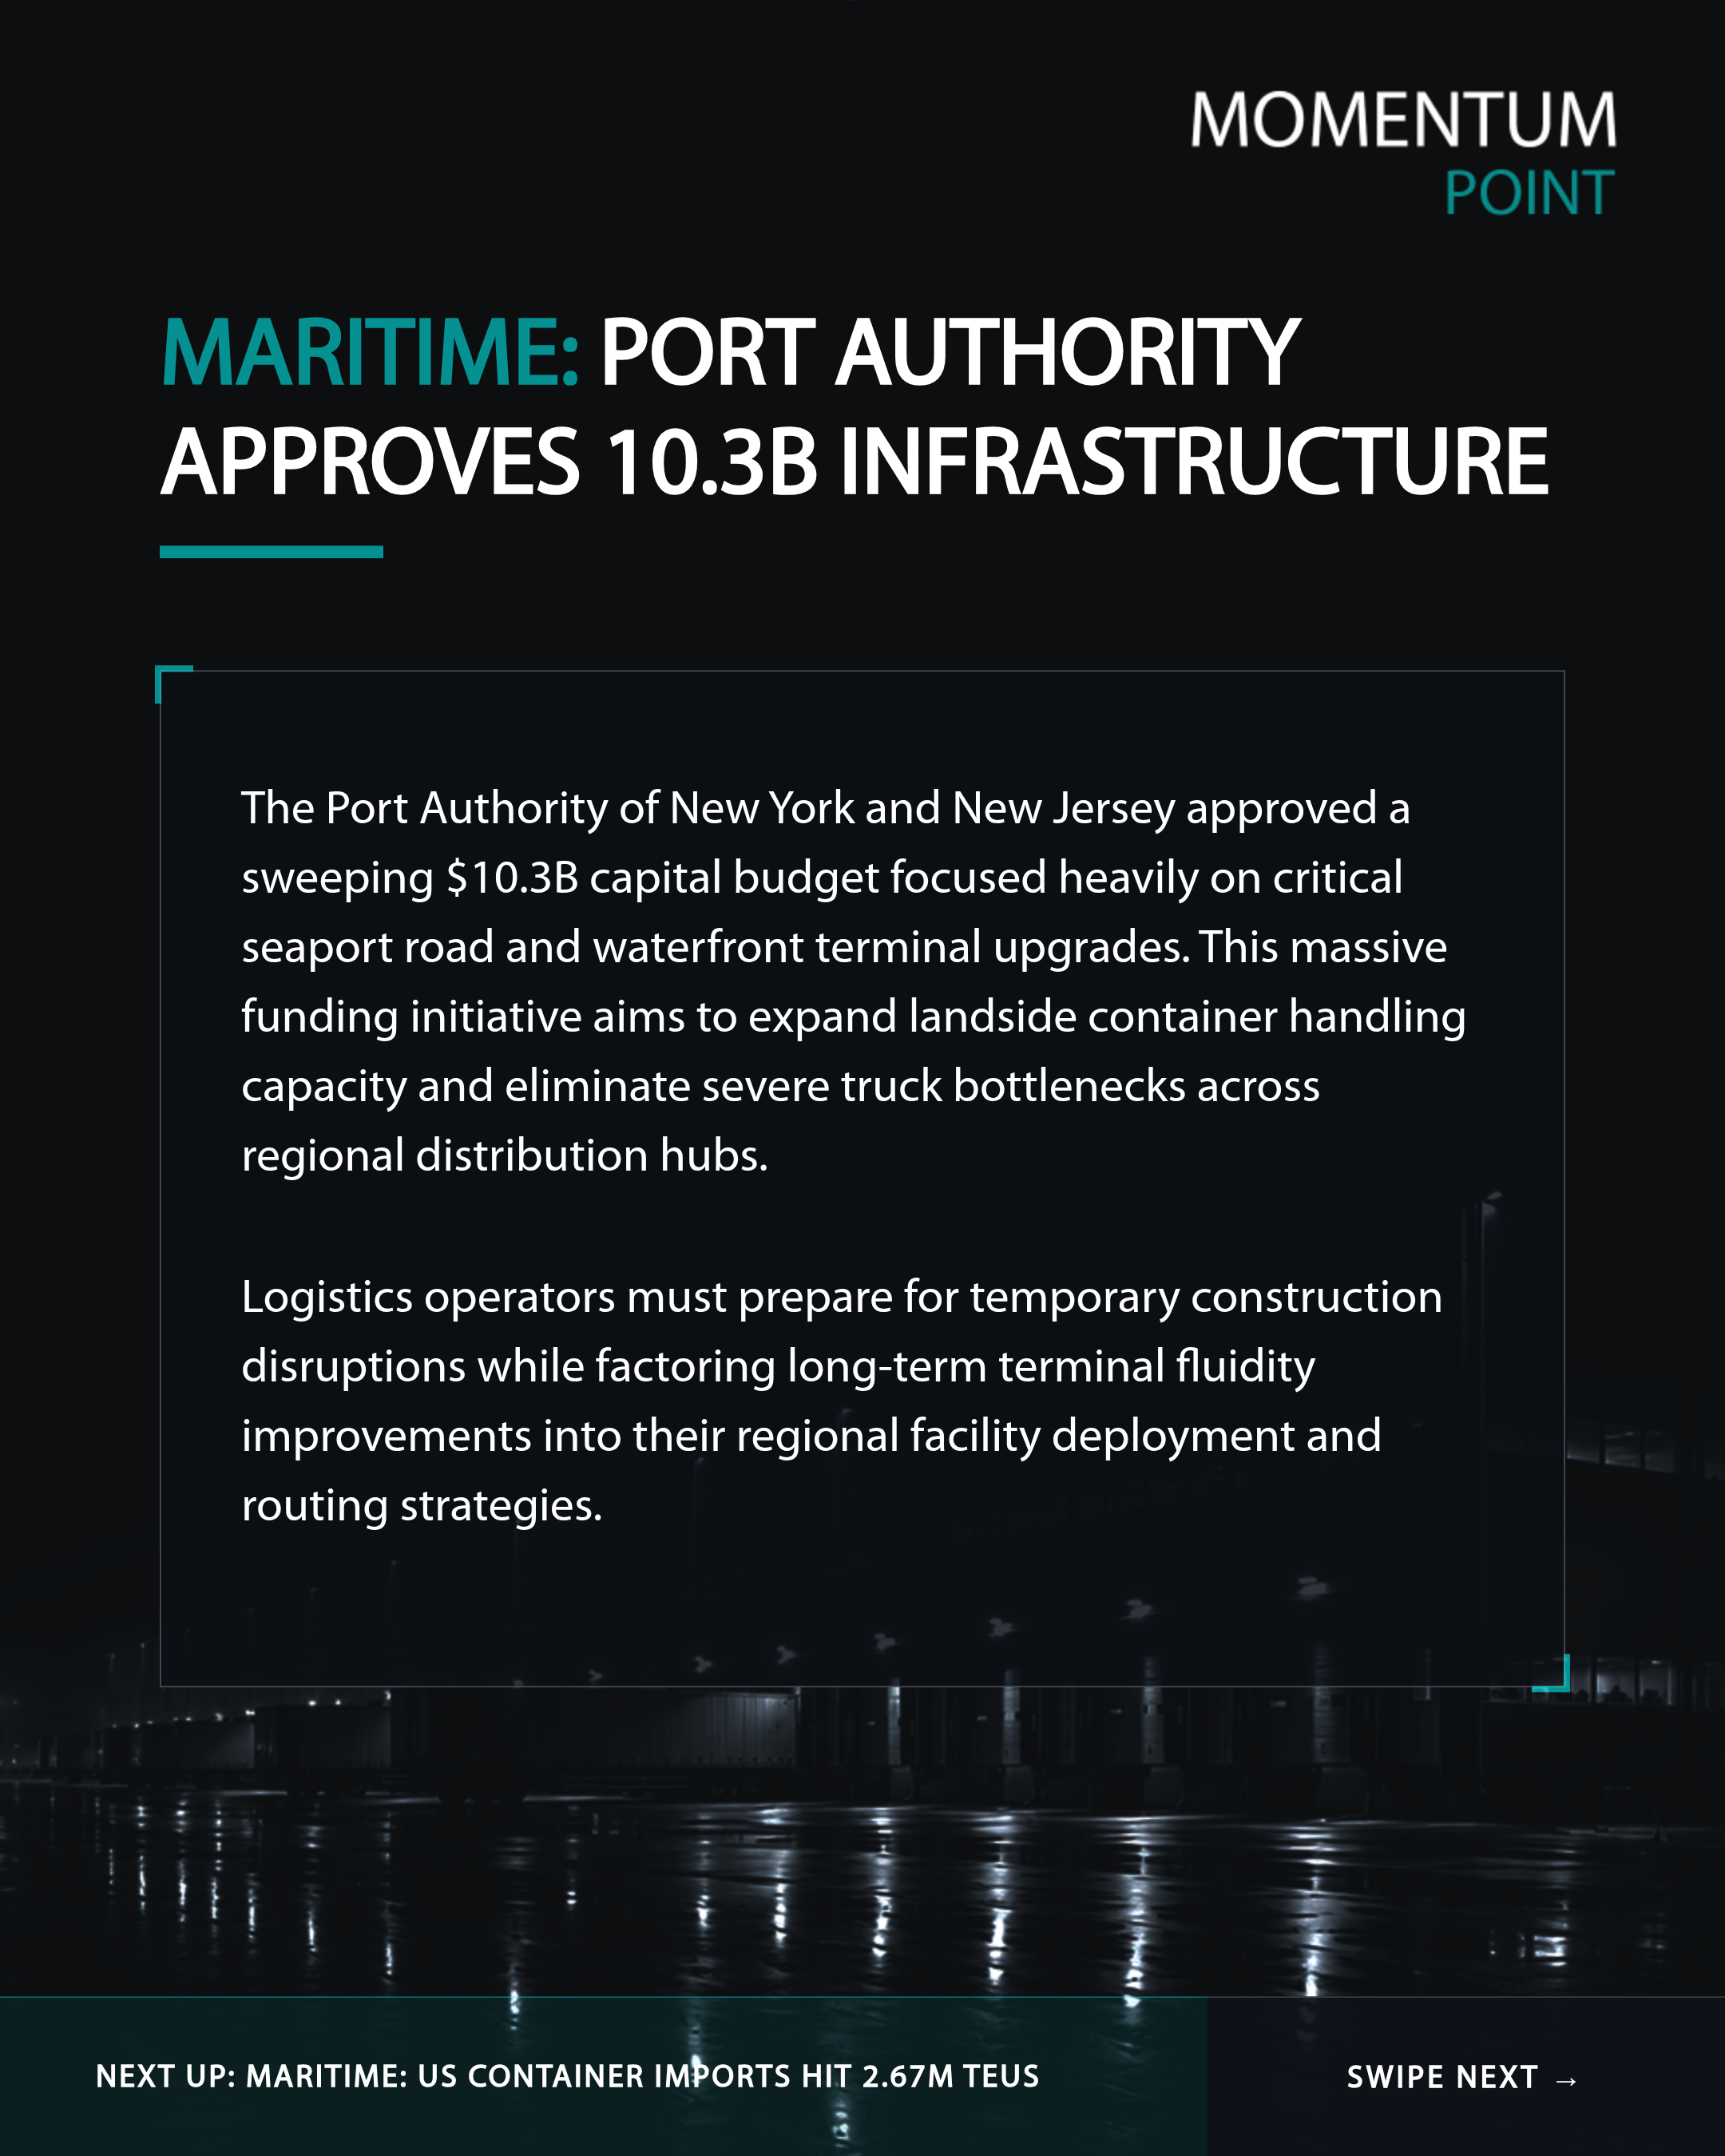 MOMENTUM
POINT
MARITIME: PORT AUTHORITY
APPROVES 10.3B INFRASTRUCTURE
The Port Authority of New York and New Jersey approved a
sweeping $10.3B capital budget focused heavily on critical
seaport road and waterfront terminal upgrades. This massive
funding initiative aims to expand landside container handling
capacity and eliminate severe truck bottlenecks across
regional distribution hubs.
Logistics operators must prepare for temporary construction
disruptions while factoring long-term terminal fluidity
improvements into their regional facility deployment and
routing strategies.
NEXT UP: MARITIME: US CONTAINER IMPORTS HIT 2.67M TEUS
SWIPE NEXT →